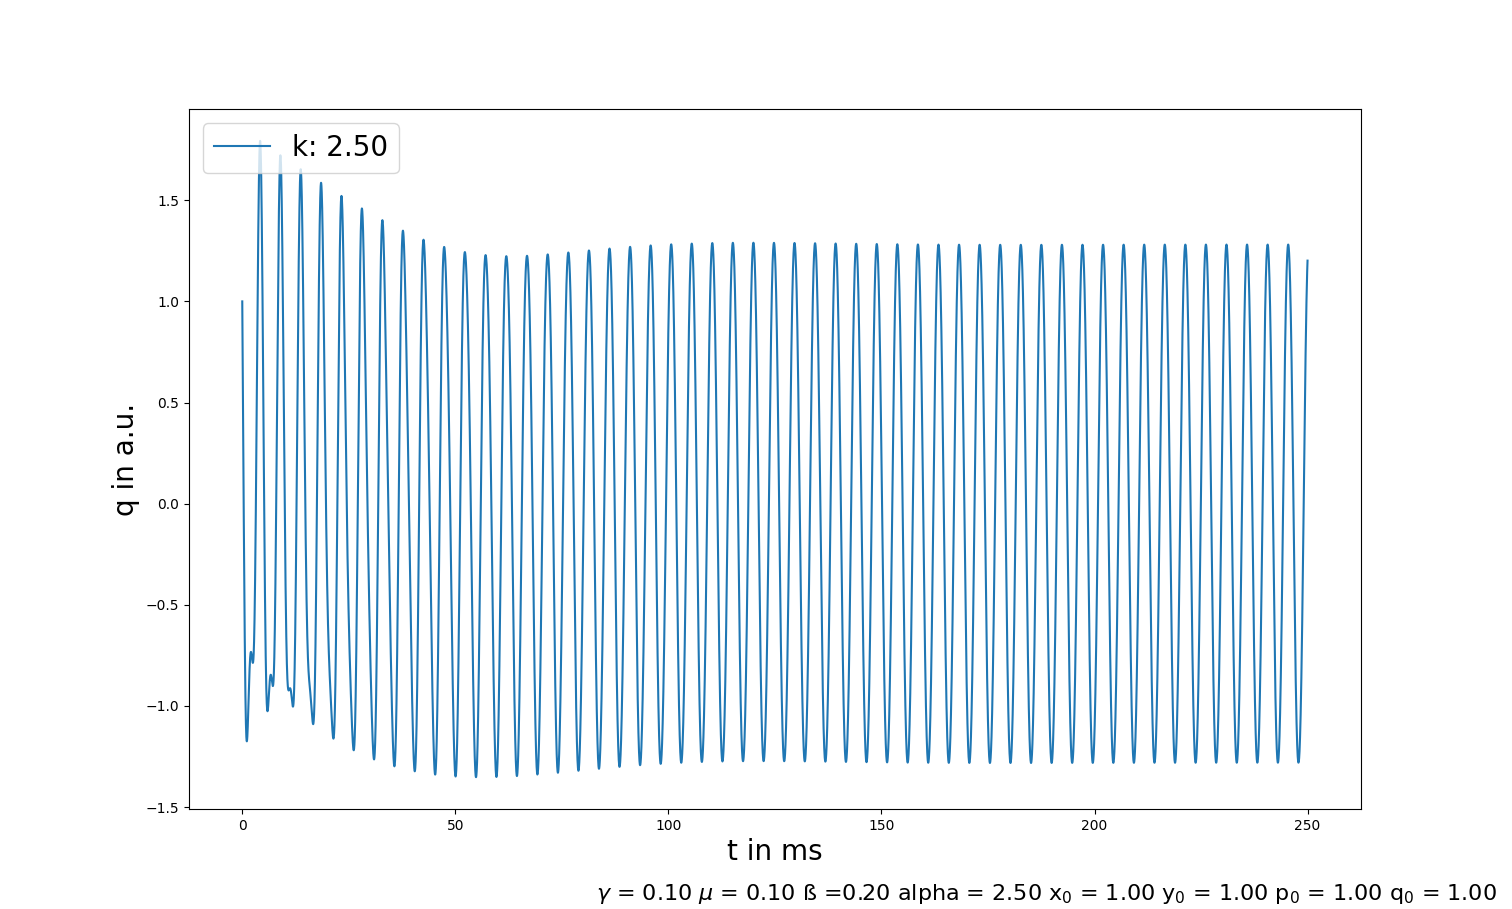 k: 2.50
1.5
1.0
0.5
0.0
−0.5
−1.0
−1.5
q in a.u.
0 50 100 150 200 250
t in ms
γ = 0.10 μ = 0.10 ß =0.20 alpha = 2.50 x₀ = 1.00 y₀ = 1.00 p₀ = 1.00 q₀ = 1.00